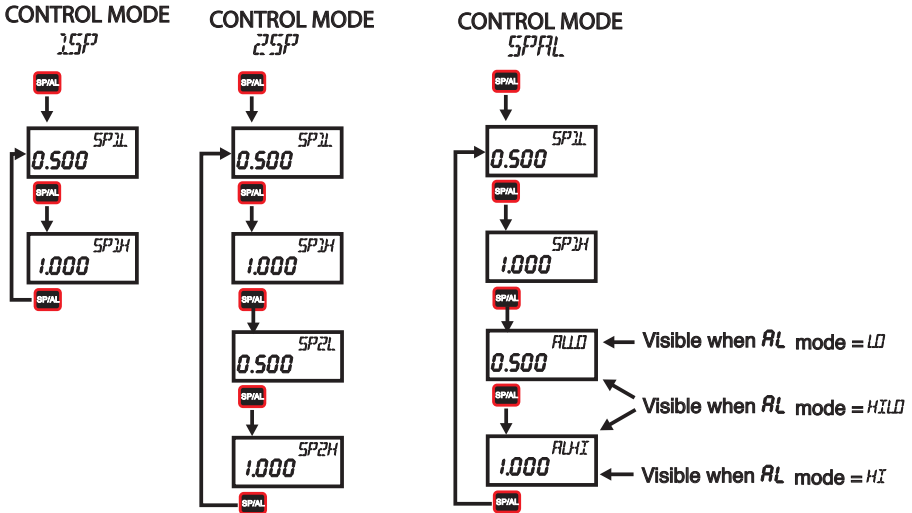 CONTROL MODE
1SP
SP/AL
SP1L
0.500
SP/AL
SP1H
1.000
SP/AL
CONTROL MODE
2SP
SP/AL
SP1L
0.500
SP/AL
SP1H
1.000
SP/AL
SP2L
0.500
SP/AL
SP2H
1.000
SP/AL
CONTROL MODE
SPAL
SP/AL
SP1L
0.500
SP/AL
SP1H
1.000
SP/AL
ALLO
0.500
SP/AL
ALHI
1.000
SP/AL
Visible when AL mode = LO
Visible when AL mode = HILO
Visible when AL mode = HI